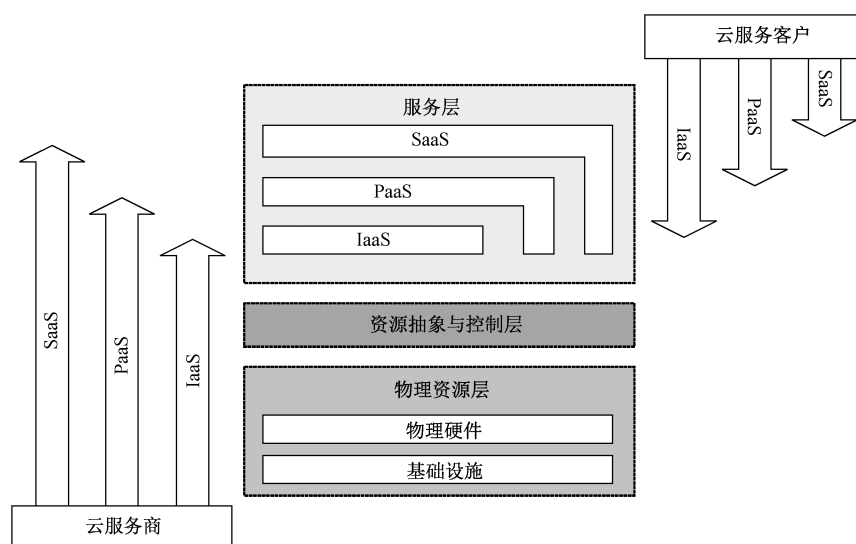 云服务客户
IaaS
PaaS
SaaS
服务层
SaaS
PaaS
IaaS
资源抽象与控制层
物理资源层
物理硬件
基础设施
SaaS
PaaS
IaaS
云服务商